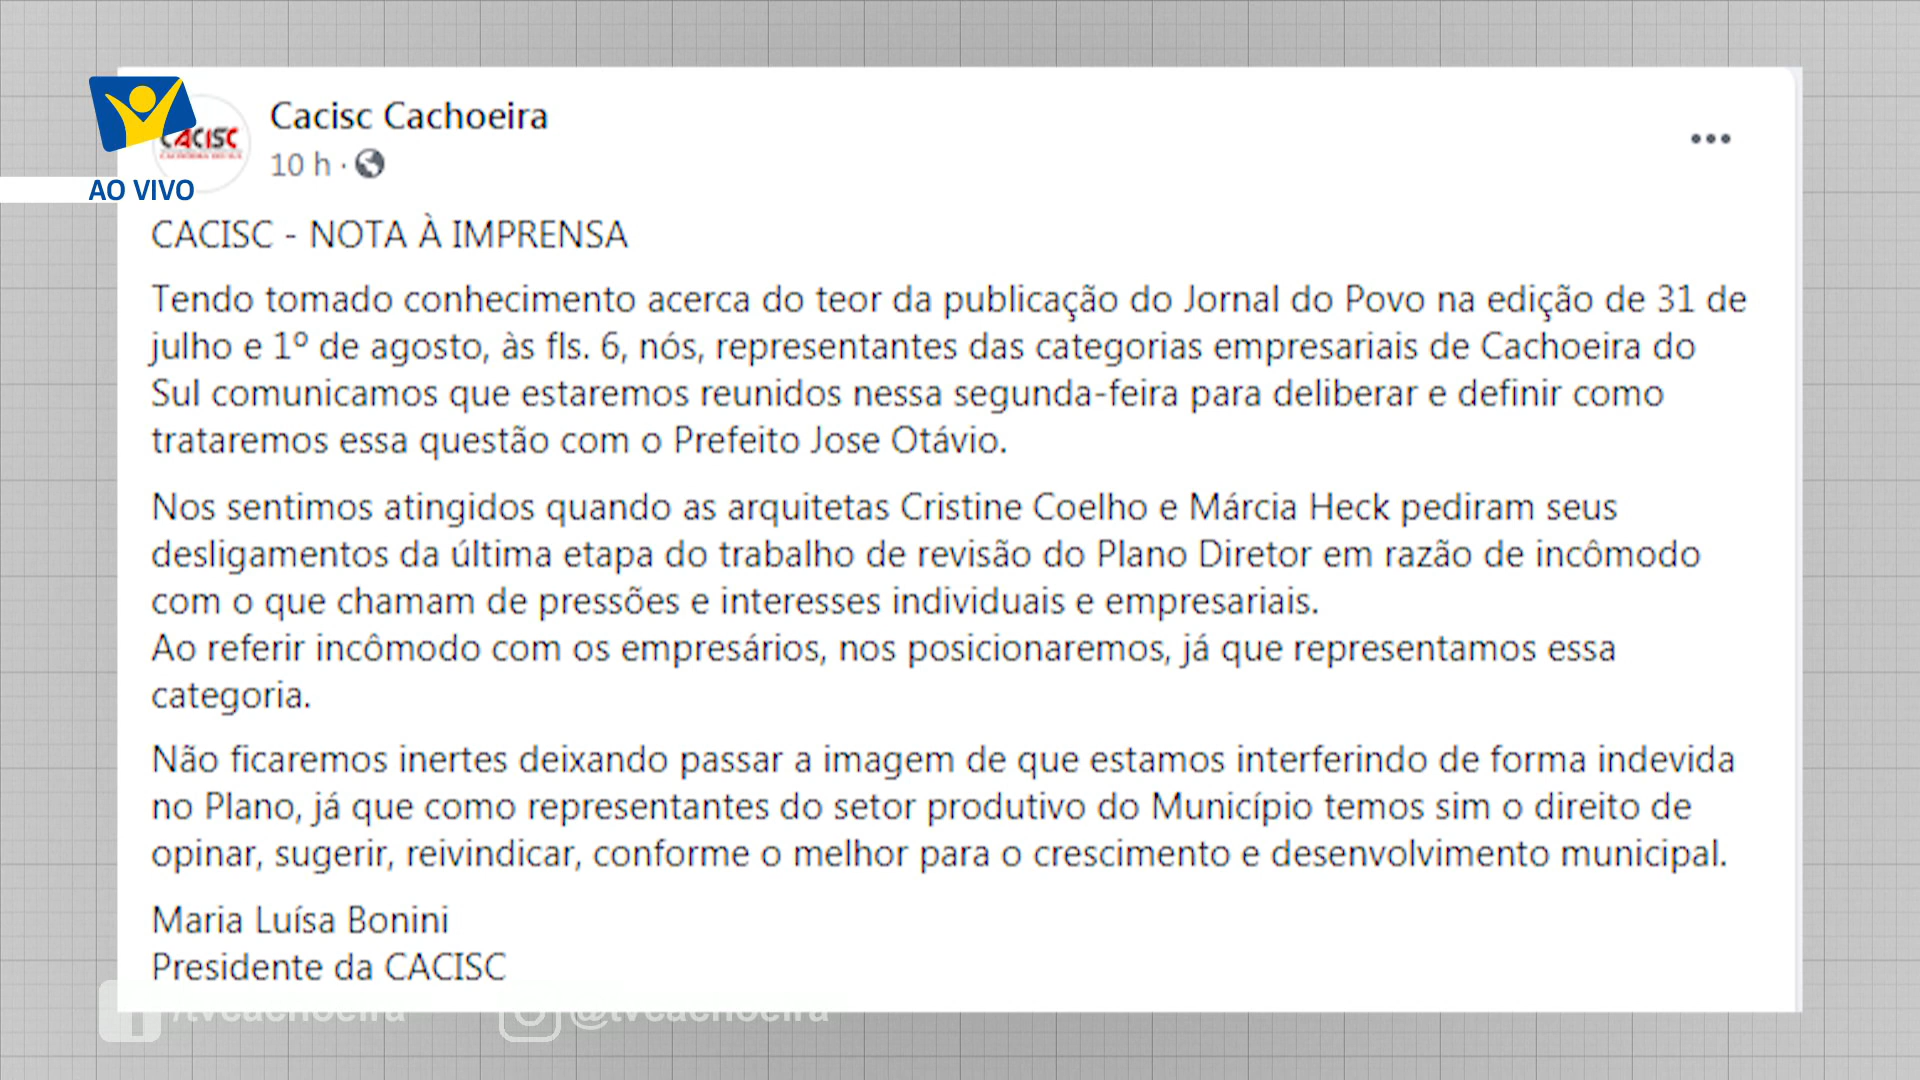 Cacisc Cachoeira
10 h ·
CACISC
AO VIVO
CACISC - NOTA À IMPRENSA
Tendo tomado conhecimento acerca do teor da publicação do Jornal do Povo na edição de 31 de
julho e 1º de agosto, às fls. 6, nós, representantes das categorias empresariais de Cachoeira do
Sul comunicamos que estaremos reunidos nessa segunda-feira para deliberar e definir como
trataremos essa questão com o Prefeito Jose Otávio.
Nos sentimos atingidos quando as arquitetas Cristine Coelho e Márcia Heck pediram seus
desligamentos da última etapa do trabalho de revisão do Plano Diretor em razão de incômodo
com o que chamam de pressões e interesses individuais e empresariais.
Ao referir incômodo com os empresários, nos posicionaremos, já que representamos essa
categoria.
Não ficaremos inertes deixando passar a imagem de que estamos interferindo de forma indevida
no Plano, já que como representantes do setor produtivo do Município temos sim o direito de
opinar, sugerir, reivindicar, conforme o melhor para o crescimento e desenvolvimento municipal.
Maria Luísa Bonini
Presidente da CACISC
/tvcachoeira @tvcachoeira